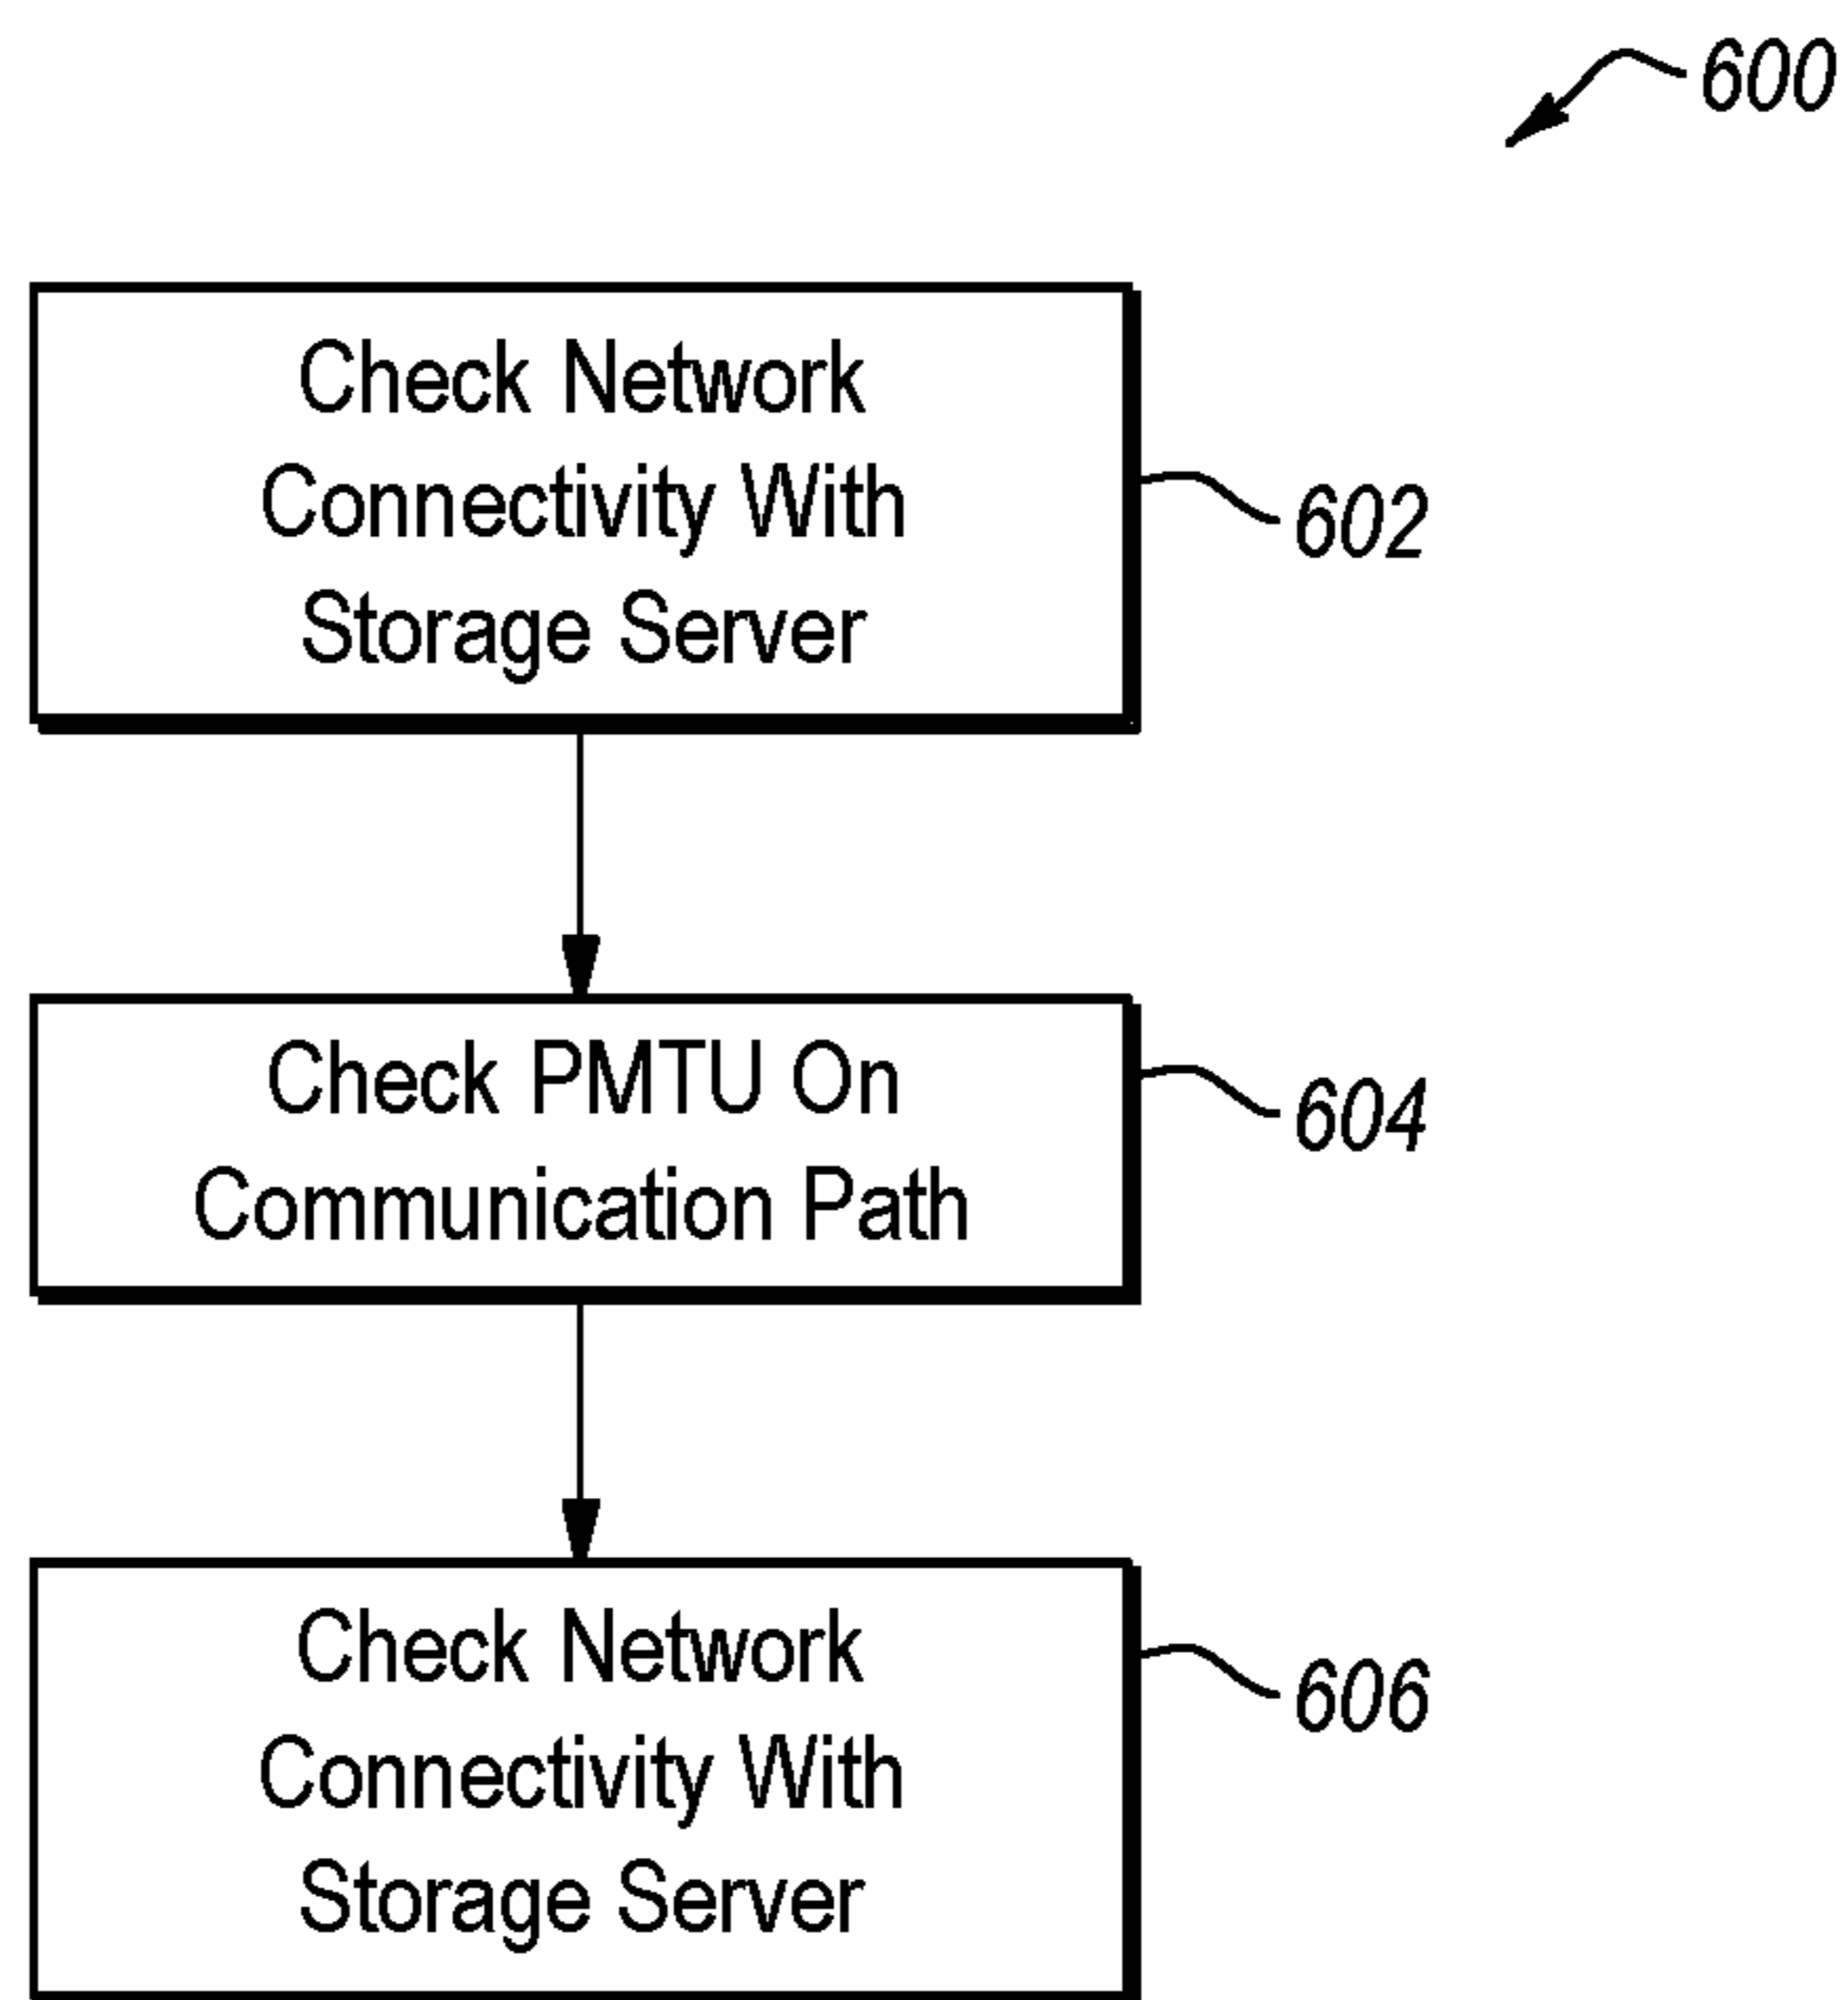 600
Check Network
Connectivity With
Storage Server
602
Check PMTU On
Communication Path
604
Check Network
Connectivity With
Storage Server
606